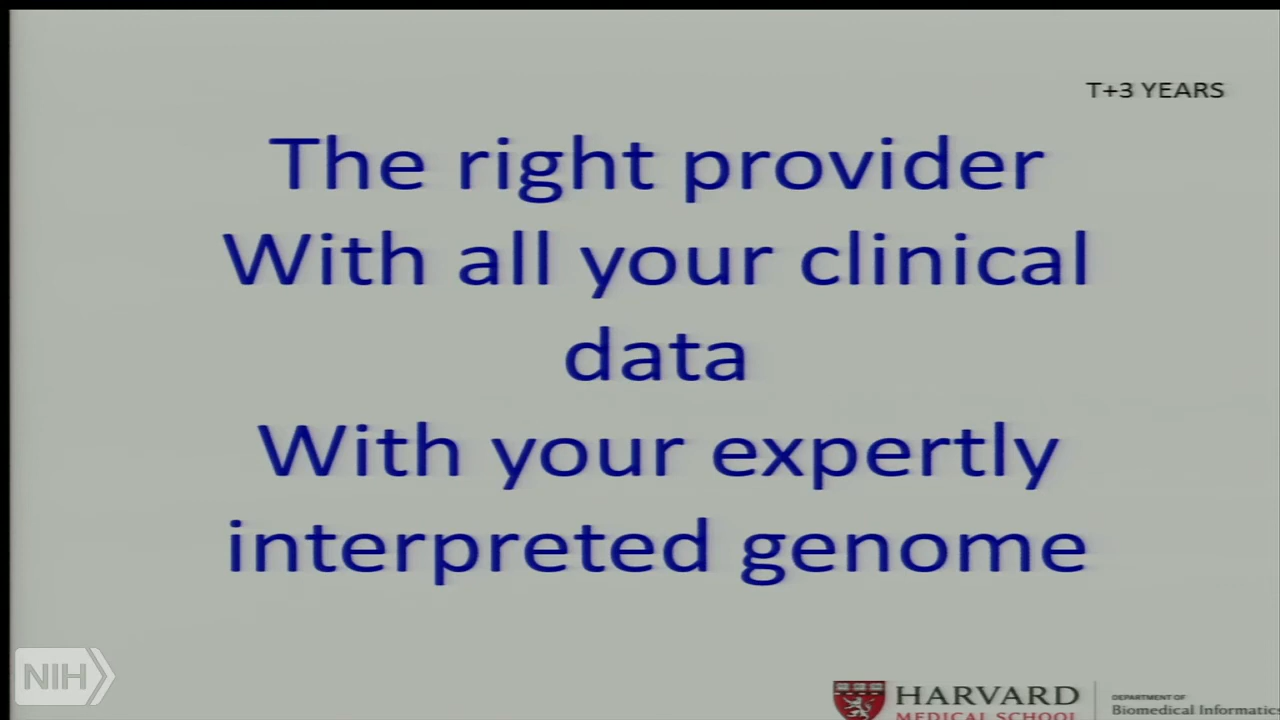 T+3 YEARS
The right provider
With all your clinical
data
With your expertly
interpreted genome
NIH
HARVARD
MEDICAL SCHOOL
DEPARTMENT OF
Biomedical Informatics